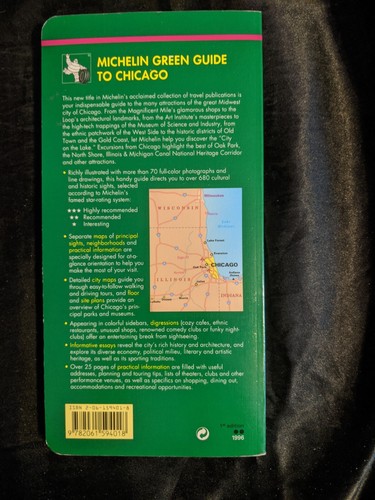 MICHELIN GREEN GUIDE
TO CHICAGO
This new title in Michelin's acclaimed collection of travel publications is
your indispensable guide to the many attractions of the great Midwest
city of Chicago. From the Magnificent Mile's glamorous shops to the
Loop's architectural landmarks, from the Art Institute's masterpieces to
the high-tech trappings of the Museum of Science and Industry, from
the ethnic patchwork of the West Side to the historic districts of Old
Town and the Gold Coast, let Michelin help you discover the "City
on the Lake." Excursions from Chicago highlight the best of Oak Park,
the North Shore, Illinois & Michigan Canal National Heritage Corridor
and other attractions.
• Richly illustrated with more than 70 full-color photographs and
line drawings, this handy guide directs you to over 680 cultural
and historic sights, selected
according to Michelin's
famed star-rating system:
★★★ Highly recommended
★★ Recommended
★ Interesting
• Separate maps of principal
sights, neighborhoods and
practical information are
specially designed for at-a-
glance orientation to help you
make the most of your visit.
• Detailed city maps guide you
through easy-to-follow walking
and driving tours, and floor
and site plans provide an
overview of Chicago's prin-
cipal parks and museums.
WISCONSIN
Milwaukee
Lake Forest
Evanston
Oak Park
CHICAGO
ILLINOIS
INDIANA
• Appearing in colorful sidebars, digressions (cozy cafes, ethnic
restaurants, unusual shops, renowned comedy clubs or funky night
clubs) offer an entertaining break from sightseeing.
• Informative essays reveal the city's rich history and architecture, and
explore its diverse economy, political milieu, literary and artistic
heritage, as well as its sporting traditions.
• Over 25 pages of practical information are filled with useful
addresses, planning and touring tips, lists of theaters, clubs and other
performance venues, as well as specifics on shopping, dining out,
accommodations and recreational opportunities.
ISBN 2-06-159401-8
9 782061 594018
1st edition
1996